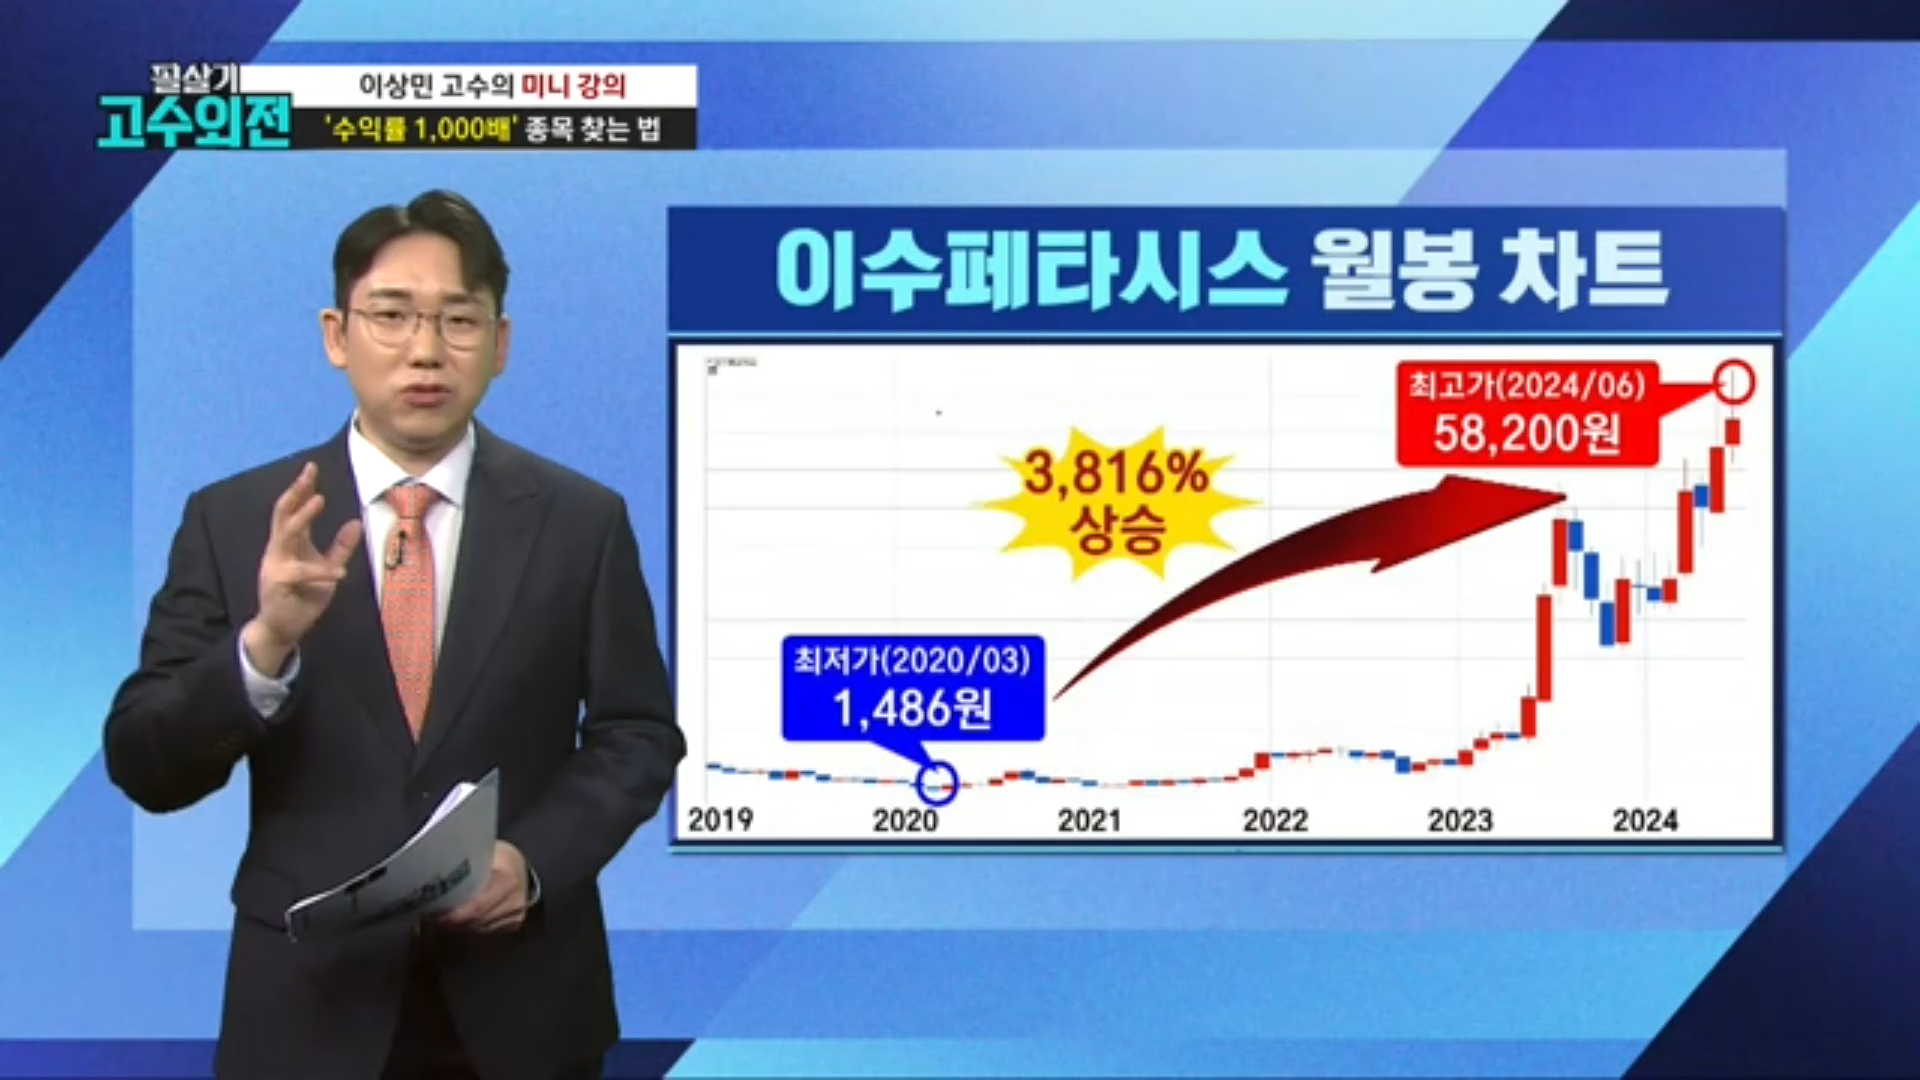 필살기
고수외전
이상민 고수의 미니 강의
'수익률 1,000배' 종목 찾는 법
이수페타시스 월봉 차트
최고가(2024/06)
58,200원
3,816%
상승
최저가(2020/03)
1,486원
2019 2020 2021 2022 2023 2024